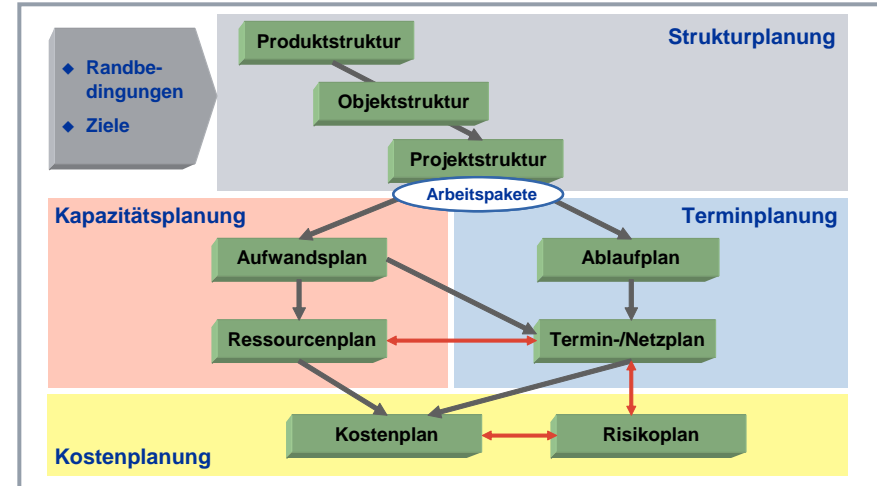 Produktstruktur
Strukturplanung
Randbe-
dingungen
Ziele
Objektstruktur
Projektstruktur
Arbeitspakete
Kapazitätsplanung
Terminplanung
Aufwandsplan
Ablaufplan
Ressourcenplan
Termin-/Netzplan
Kostenplan
Risikoplan
Kostenplanung